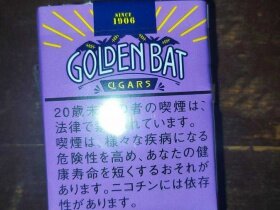 SINCE
1906
GOLDEN BAT
CIGARS
20歳未 の者の喫煙は、
法律で されています。
喫煙は、様々な疾病になる
危険性を高め、あなたの健
康寿命を短くするおそれが
あります。ニコチンには依存
性があります。